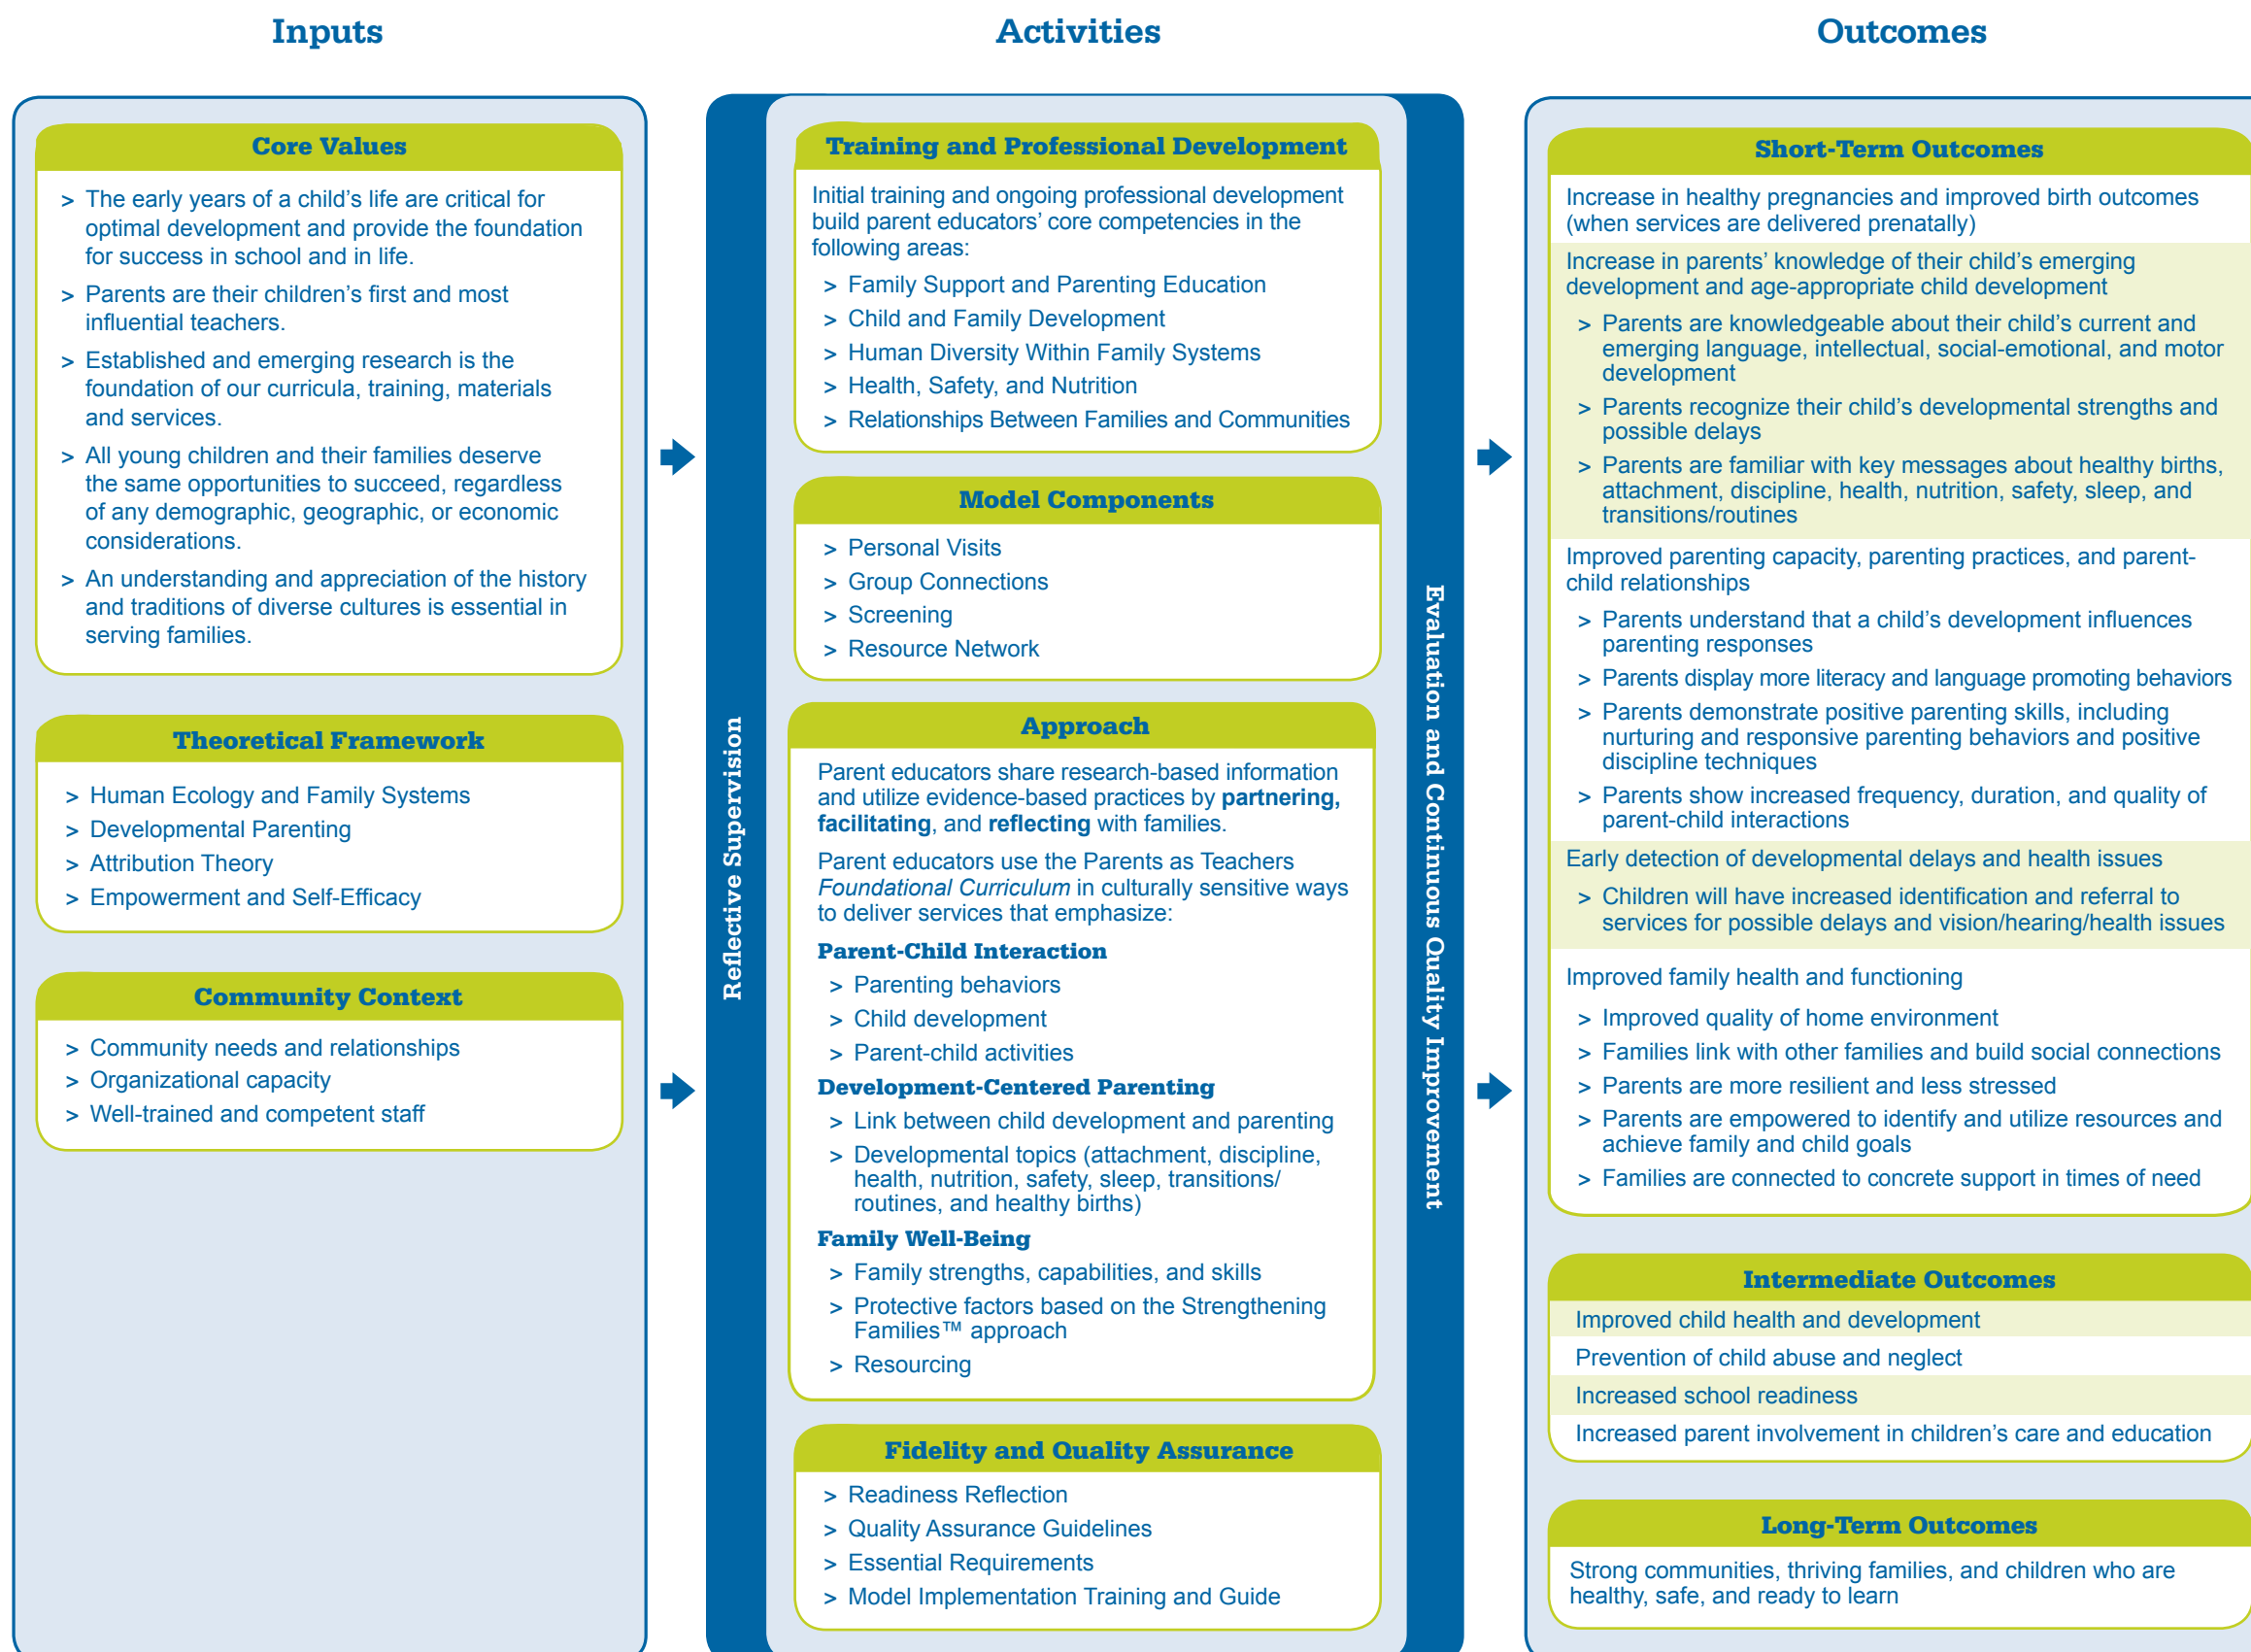 Inputs
Core Values
> The early years of a child's life are critical for
optimal development and provide the foundation
for success in school and in life.
> Parents are their children's first and most
influential teachers.
> Established and emerging research is the
foundation of our curricula, training, materials
and services.
> All young children and their families deserve
the same opportunities to succeed, regardless
of any demographic, geographic, or economic
considerations.
> An understanding and appreciation of the history
and traditions of diverse cultures is essential in
serving families.
Theoretical Framework
> Human Ecology and Family Systems
> Developmental Parenting
> Attribution Theory
> Empowerment and Self-Efficacy
Community Context
> Community needs and relationships
> Organizational capacity
> Well-trained and competent staff
Activities
Reflective Supervision
Training and Professional Development
Initial training and ongoing professional development
build parent educators' core competencies in the
following areas:
> Family Support and Parenting Education
> Child and Family Development
> Human Diversity Within Family Systems
> Health, Safety, and Nutrition
> Relationships Between Families and Communities
Model Components
> Personal Visits
> Group Connections
> Screening
> Resource Network
Approach
Parent educators share research-based information
and utilize evidence-based practices by partnering,
facilitating, and reflecting with families.
Parent educators use the Parents as Teachers
Foundational Curriculum in culturally sensitive ways
to deliver services that emphasize:
Parent-Child Interaction
> Parenting behaviors
> Child development
> Parent-child activities
Development-Centered Parenting
> Link between child development and parenting
> Developmental topics (attachment, discipline,
health, nutrition, safety, sleep, transitions/
routines, and healthy births)
Family Well-Being
> Family strengths, capabilities, and skills
> Protective factors based on the Strengthening
Families™ approach
> Resourcing
Fidelity and Quality Assurance
> Readiness Reflection
> Quality Assurance Guidelines
> Essential Requirements
> Model Implementation Training and Guide
Evaluation and Continuous Quality Improvement
Outcomes
Short-Term Outcomes
Increase in healthy pregnancies and improved birth outcomes
(when services are delivered prenatally)
Increase in parents' knowledge of their child's emerging
development and age-appropriate child development
> Parents are knowledgeable about their child's current and
emerging language, intellectual, social-emotional, and motor
development
> Parents recognize their child's developmental strengths and
possible delays
> Parents are familiar with key messages about healthy births,
attachment, discipline, health, nutrition, safety, sleep, and
transitions/routines
Improved parenting capacity, parenting practices, and parent-
child relationships
> Parents understand that a child's development influences
parenting responses
> Parents display more literacy and language promoting behaviors
> Parents demonstrate positive parenting skills, including
nurturing and responsive parenting behaviors and positive
discipline techniques
> Parents show increased frequency, duration, and quality of
parent-child interactions
Early detection of developmental delays and health issues
> Children will have increased identification and referral to
services for possible delays and vision/hearing/health issues
Improved family health and functioning
> Improved quality of home environment
> Families link with other families and build social connections
> Parents are more resilient and less stressed
> Parents are empowered to identify and utilize resources and
achieve family and child goals
> Families are connected to concrete support in times of need
Intermediate Outcomes
Improved child health and development
Prevention of child abuse and neglect
Increased school readiness
Increased parent involvement in children's care and education
Long-Term Outcomes
Strong communities, thriving families, and children who are
healthy, safe, and ready to learn